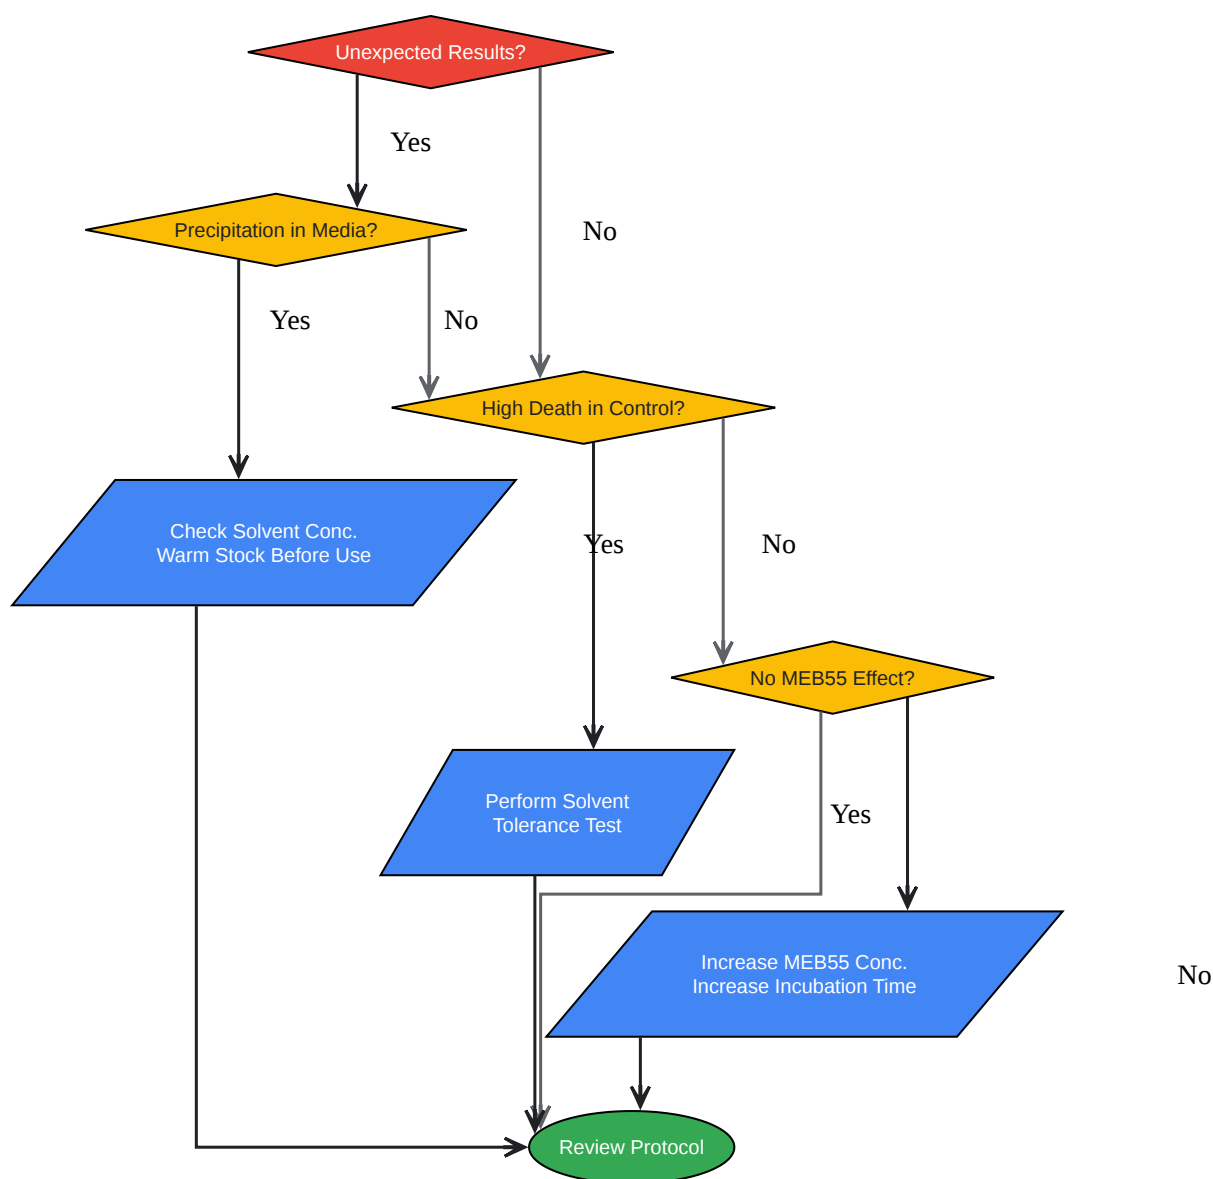 Unexpected Results?
Yes
Precipitation in Media?
No
Yes
No
High Death in Control?
Check Solvent Conc.
Warm Stock Before Use
Yes
No
No MEB55 Effect?
Perform Solvent
Tolerance Test
Yes
Increase MEB55 Conc.
Increase Incubation Time
No
Review Protocol